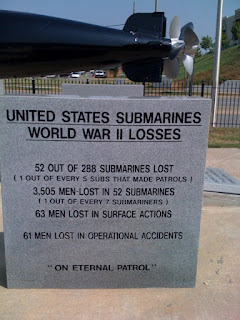 UNITED STATES SUBMARINES
WORLD WAR II LOSSES
52 OUT OF 288 SUBMARINES LOST
( 1 OUT OF EVERY 5 SUBS THAT MADE PATROLS )
3,505 MEN-LOST IN 52 SUBMARINES
( 1 OUT OF EVERY 7 SUBMARINERS )
63 MEN LOST IN SURFACE ACTIONS
61 MEN LOST IN OPERATIONAL ACCIDENTS
"ON ETERNAL PATROL"